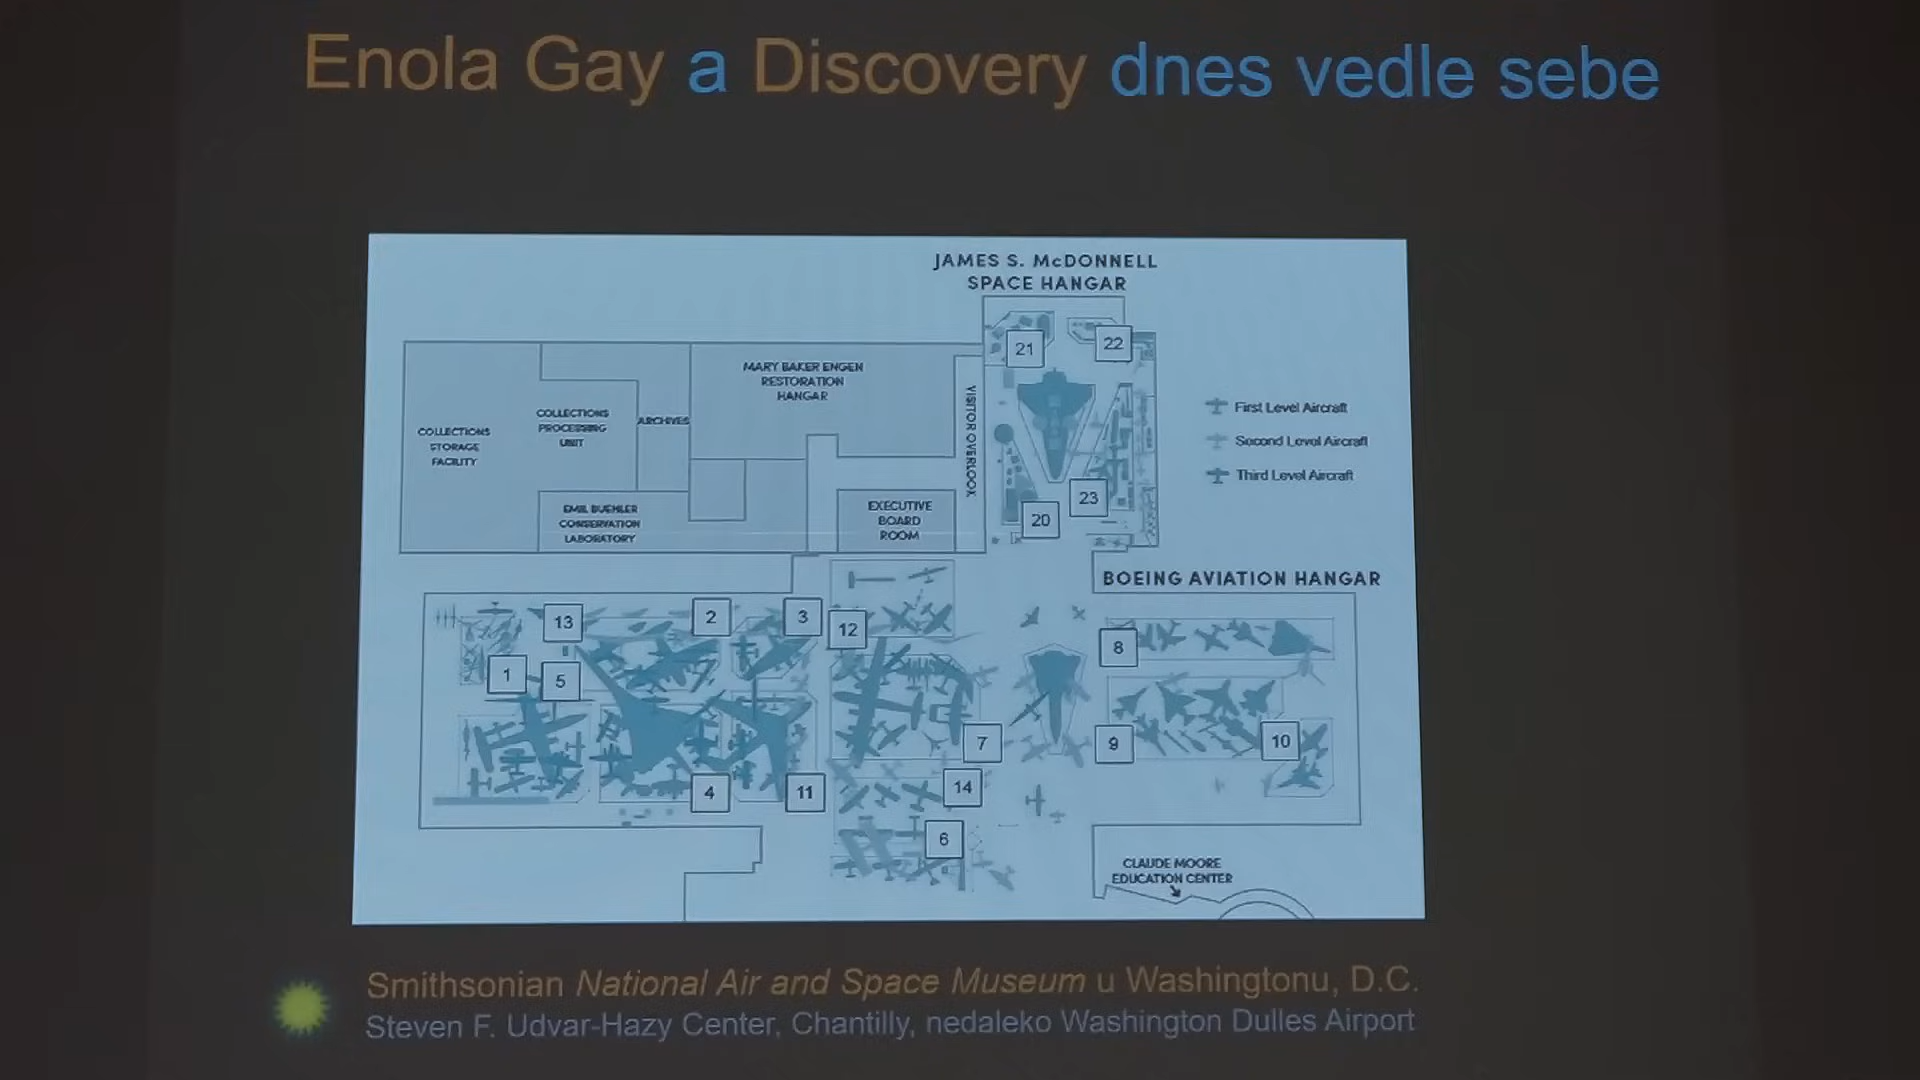 Enola Gay a Discovery dnes vedle sebe
JAMES S. McDONNELL
SPACE HANGAR
21
22
MARY BAKER ENGEN
RESTORATION
HANGAR
VISITOR OVERLOOK
COLLECTIONS
PROCESSING
UNIT
ARCHIVES
COLLECTIONS
STORAGE
FACILITY
First Level Aircraft
Second Level Aircraft
Third Level Aircraft
23
20
EMIL BUEHLER
CONSERVATION
LABORATORY
EXECUTIVE
BOARD
ROOM
BOEING AVIATION HANGAR
13
2
3
12
8
1
5
7
9
10
4
11
14
6
CLAUDE MOORE
EDUCATION CENTER
Smithsonian National Air and Space Museum u Washingtonu, D.C.
Steven F. Udvar-Hazy Center, Chantilly, nedaleko Washington Dulles Airport